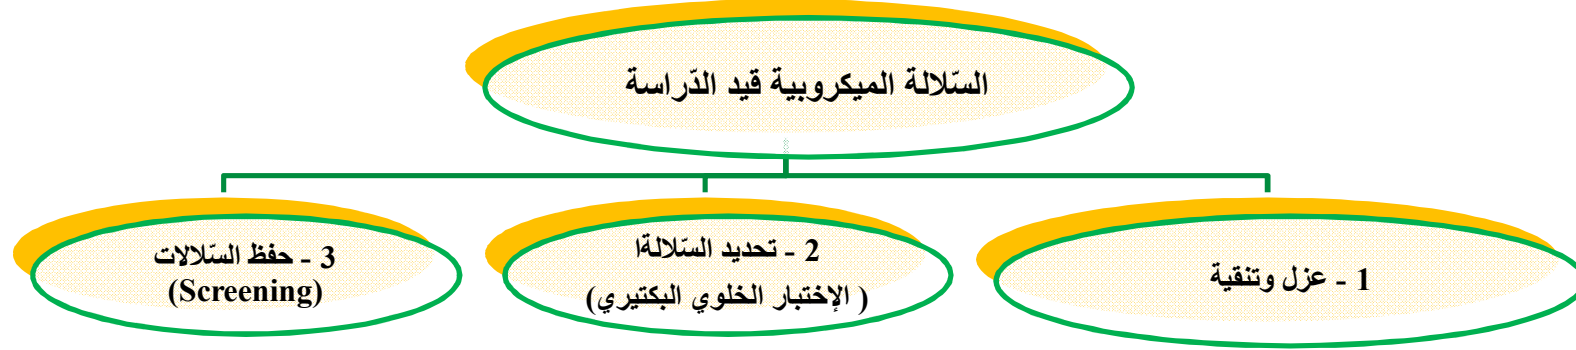 السّلالة الميكروبية قيد الدّراسة
1 - عزل وتنقية
2 - تحديد السّلالةا
( الإختبار الخلوي البكتيري)
3 - حفظ السّلالات
(Screening)